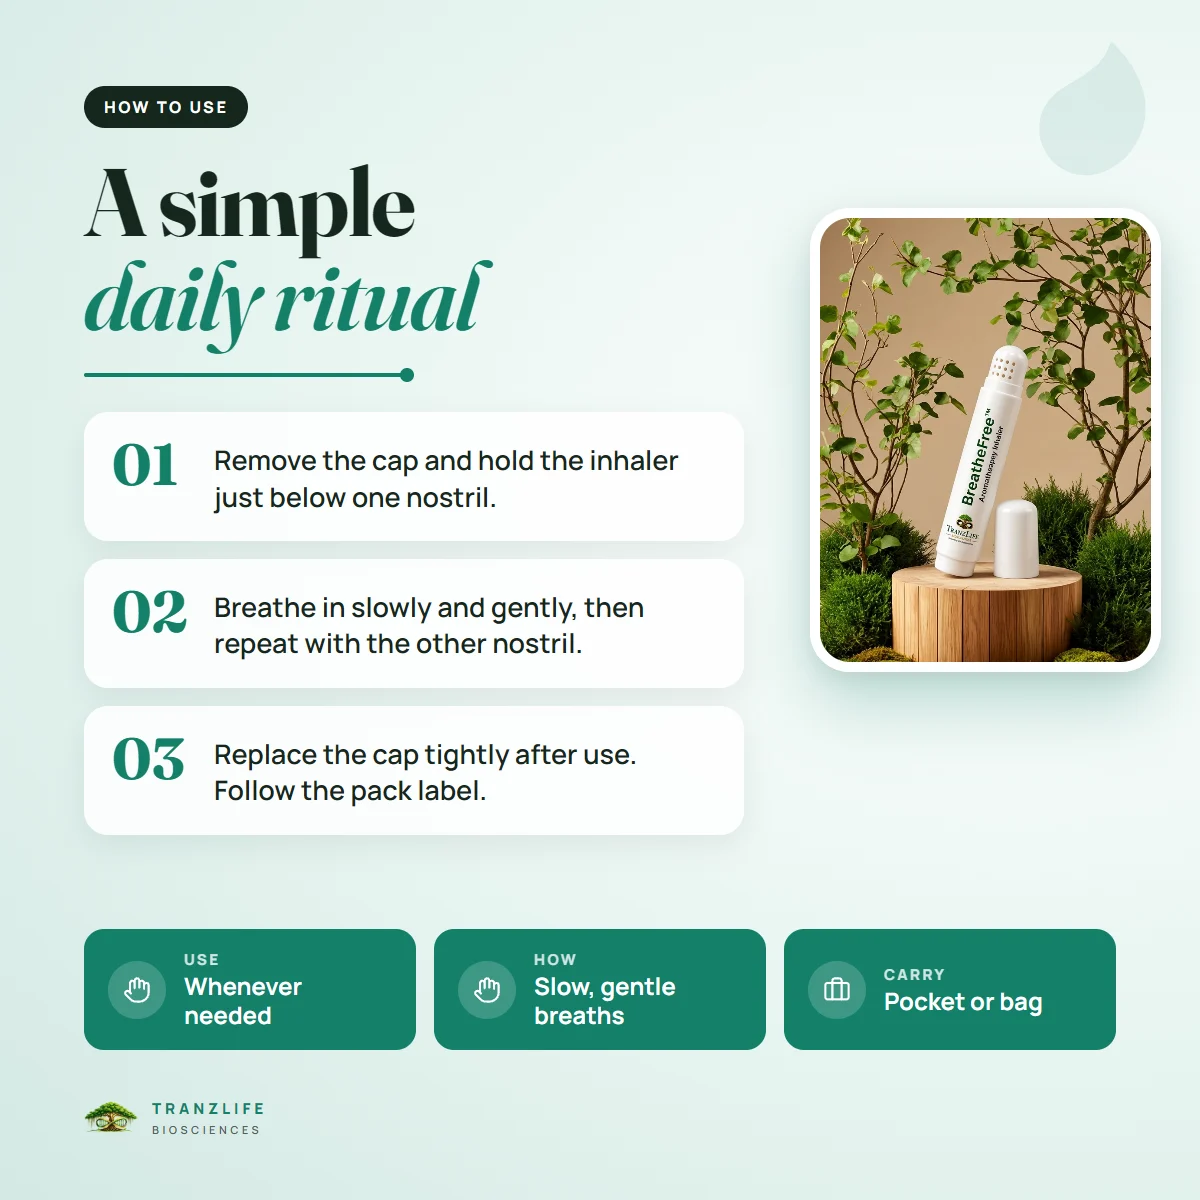 HOW TO USE
A simple
daily ritual
01
Remove the cap and hold the inhaler
just below one nostril.
02
Breathe in slowly and gently, then
repeat with the other nostril.
03
Replace the cap tightly after use.
Follow the pack label.
BreatheFree™
Aromatherapy Inhaler
TRANZLIFE
USE
Whenever
needed
HOW
Slow, gentle
breaths
CARRY
Pocket or bag
TRANZLIFE
BIOSCIENCES